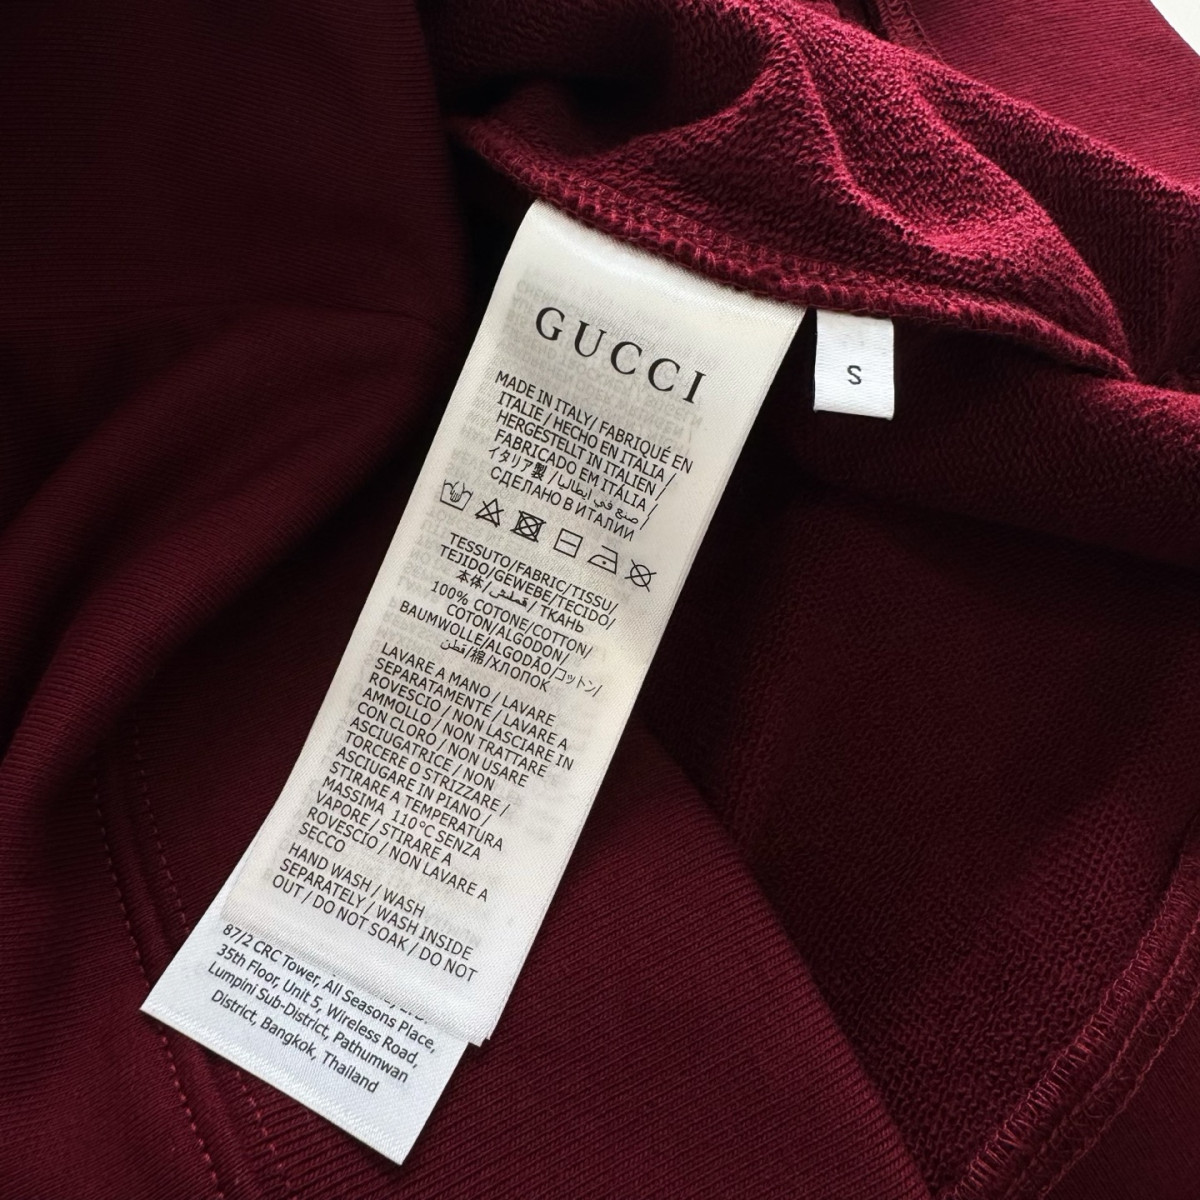 GUCCI
MADE IN ITALY/ FABRIQUÉ EN
ITALIE / HECHO EN ITALIA /
HERGESTELLT IN ITALIEN /
FABRICADO EM ITÁLIA /
イタリア製 / صنع في ايطاليا /
СДЕЛАНО В ИТАЛИИ
TESSUTO/FABRIC/TISSU/
TEJIDO/GEWEBE/TECIDO/
本体/ / ТКАНЬ
100% COTONE/COTTON/
COTON/ALGODON/
BAUMWOLLE/ALGODÃO/コットン/
قطن/棉/ХЛОПОК
LAVARE A MANO / LAVARE
SEPARATAMENTE / LAVARE A
ROVESCIO / NON LASCIARE IN
AMMOLLO / NON TRATTARE
CON CLORO / NON USARE
ASCIUGATRICE / NON
TORCERE O STRIZZARE /
ASCIUGARE IN PIANO /
STIRARE A TEMPERATURA
MASSIMA 110°C SENZA
VAPORE / STIRARE A
ROVESCIO / NON LAVARE A
SECCO
HAND WASH / WASH
SEPARATELY / WASH INSIDE
OUT / DO NOT SOAK / DO NOT
87/2 CRC Tower, All Seasons Place,
35th Floor, Unit 5, Wireless Road,
Lumpini Sub-District, Pathumwan
District, Bangkok, Thailand
S